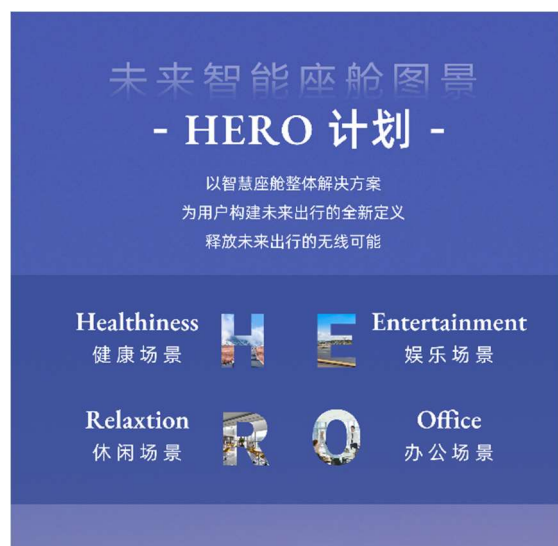 未来智能座舱图景
- HERO 计划 -
以智慧座舱整体解决方案
为用户构建未来出行的全新定义
释放未来出行的无线可能
Healthiness
健康场景
H
E
Entertainment
娱乐场景
Relaxtion
休闲场景
R
O
Office
办公场景